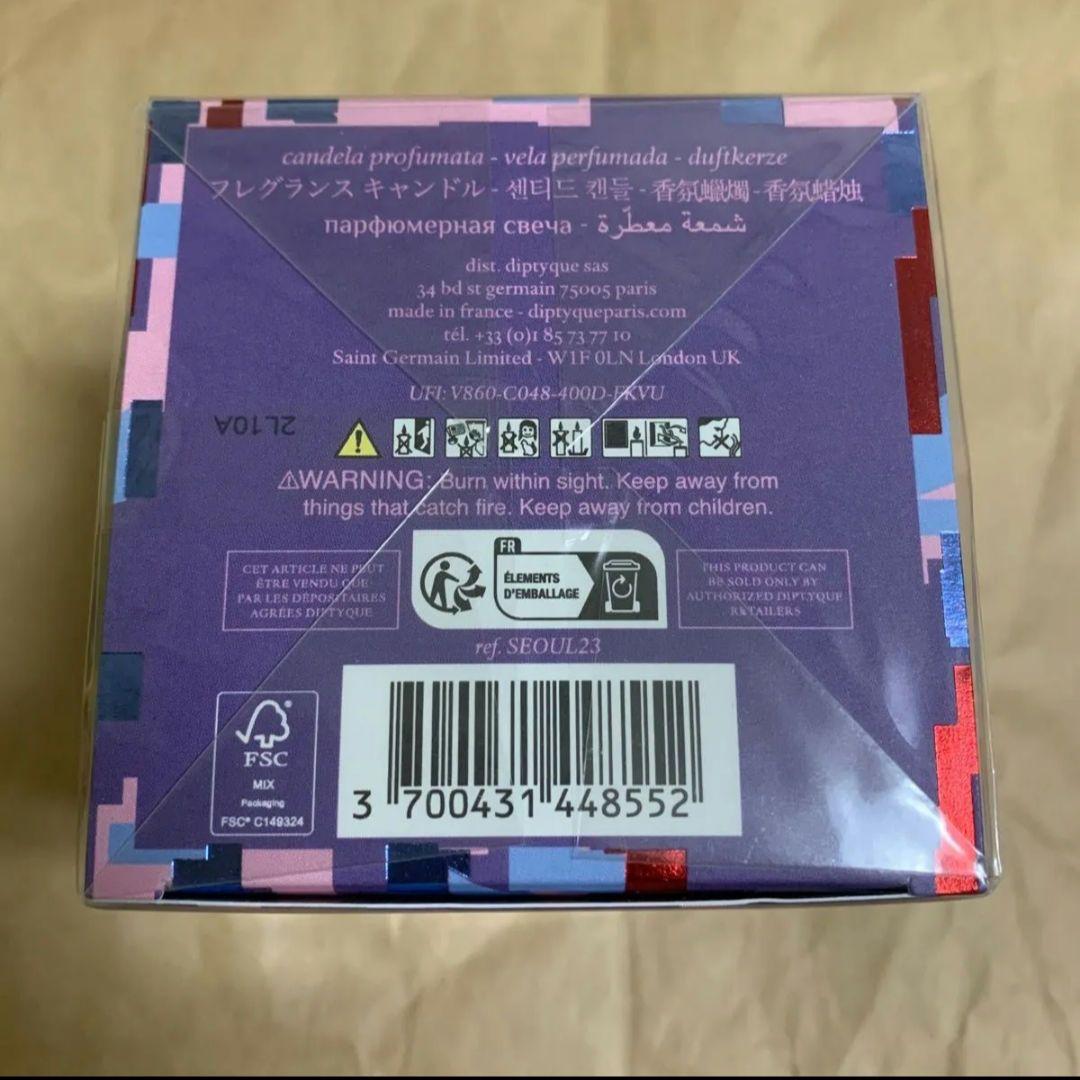 candela profumata - vela perfumada - duftkerze
フレグランス キャンドル - 센티드 캔들 - 香氛蠟燭 - 香氛蜡烛
парфюмерная свеча - شمعة معطّرة
dist. diptyque sas
34 bd st germain 75005 paris
made in france - diptyqueparis.com
tél. +33 (0)1 85 73 77 10
Saint Germain Limited - W1F 0LN London UK
UFI: V860-C048-400D-FKVU
2L10A
⚠WARNING: Burn within sight. Keep away from
things that catch fire. Keep away from children.
CET ARTICLE NE PEUT
ÊTRE VENDU QUE
PAR LES DÉPOSITAIRES
AGRÉÉS DIPTYQUE
FR
ÉLEMENTS
D'EMBALLAGE
THIS PRODUCT CAN
BE SOLD ONLY BY
AUTHORIZED DIPTYQUE
RETAILERS
ref. SEOUL23
FSC®
MIX
Packaging
FSC® C149324
3 700431 448552